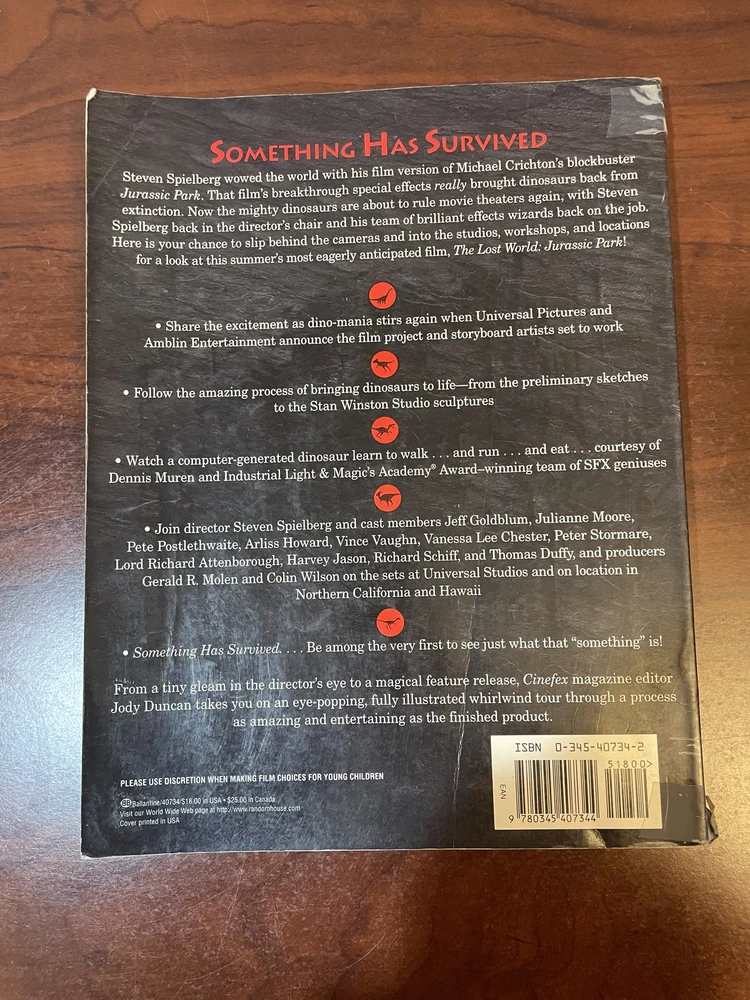 SOMETHING HAS SURVIVED
Steven Spielberg wowed the world with his film version of Michael Crichton's blockbuster
Jurassic Park. That film's breakthrough special effects really brought dinosaurs back from
extinction. Now the mighty dinosaurs are about to rule movie theaters again, with Steven
Spielberg back in the director's chair and his team of brilliant effects wizards back on the job.
Here is your chance to slip behind the cameras and into the studios, workshops, and locations
for a look at this summer's most eagerly anticipated film, The Lost World: Jurassic Park!
• Share the excitement as dino-mania stirs again when Universal Pictures and
Amblin Entertainment announce the film project and storyboard artists set to work
• Follow the amazing process of bringing dinosaurs to life—from the preliminary sketches
to the Stan Winston Studio sculptures
• Watch a computer-generated dinosaur learn to walk . . . and run . . . and eat . . . courtesy of
Dennis Muren and Industrial Light & Magic's Academy® Award–winning team of SFX geniuses
• Join director Steven Spielberg and cast members Jeff Goldblum, Julianne Moore,
Pete Postlethwaite, Arliss Howard, Vince Vaughn, Vanessa Lee Chester, Peter Stormare,
Lord Richard Attenborough, Harvey Jason, Richard Schiff, and Thomas Duffy, and producers
Gerald R. Molen and Colin Wilson on the sets at Universal Studios and on location in
Northern California and Hawaii
• Something Has Survived. . . . Be among the very first to see just what that "something" is!
From a tiny gleam in the director's eye to a magical feature release, Cinefex magazine editor
Jody Duncan takes you on an eye-popping, fully illustrated whirlwind tour through a process
as amazing and entertaining as the finished product.
PLEASE USE DISCRETION WHEN MAKING FILM CHOICES FOR YOUNG CHILDREN
BB Ballantine/40734/$18.00 in USA • $25.00 in Canada
Visit our World Wide Web page at http://www.randomhouse.com
Cover printed in USA
ISBN 0-345-40734-2
51800>
EAN
9 780345 407344